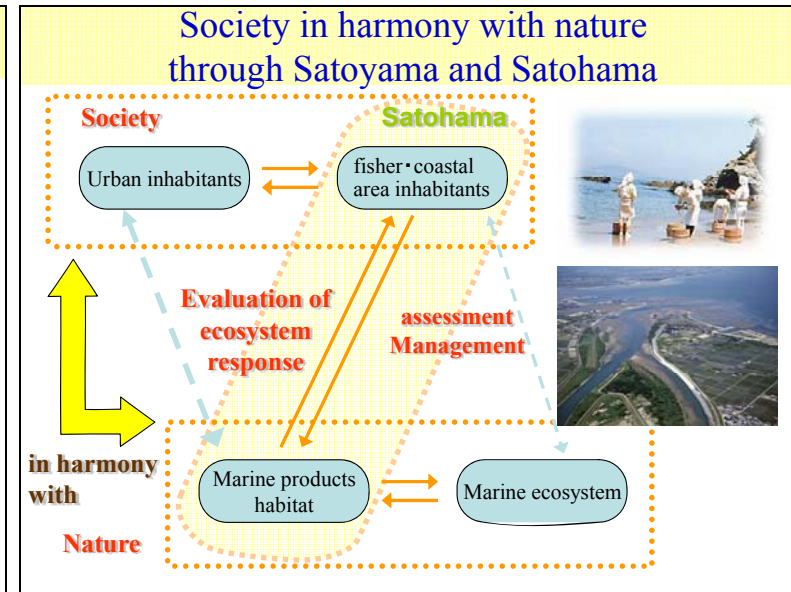 Society in harmony with nature
through Satoyama and Satohama
Society
Satohama
Urban inhabitants
fisher・coastal
area inhabitants
Evaluation of
ecosystem
response
assessment
Management
in harmony
with
Marine products
habitat
Marine ecosystem
Nature